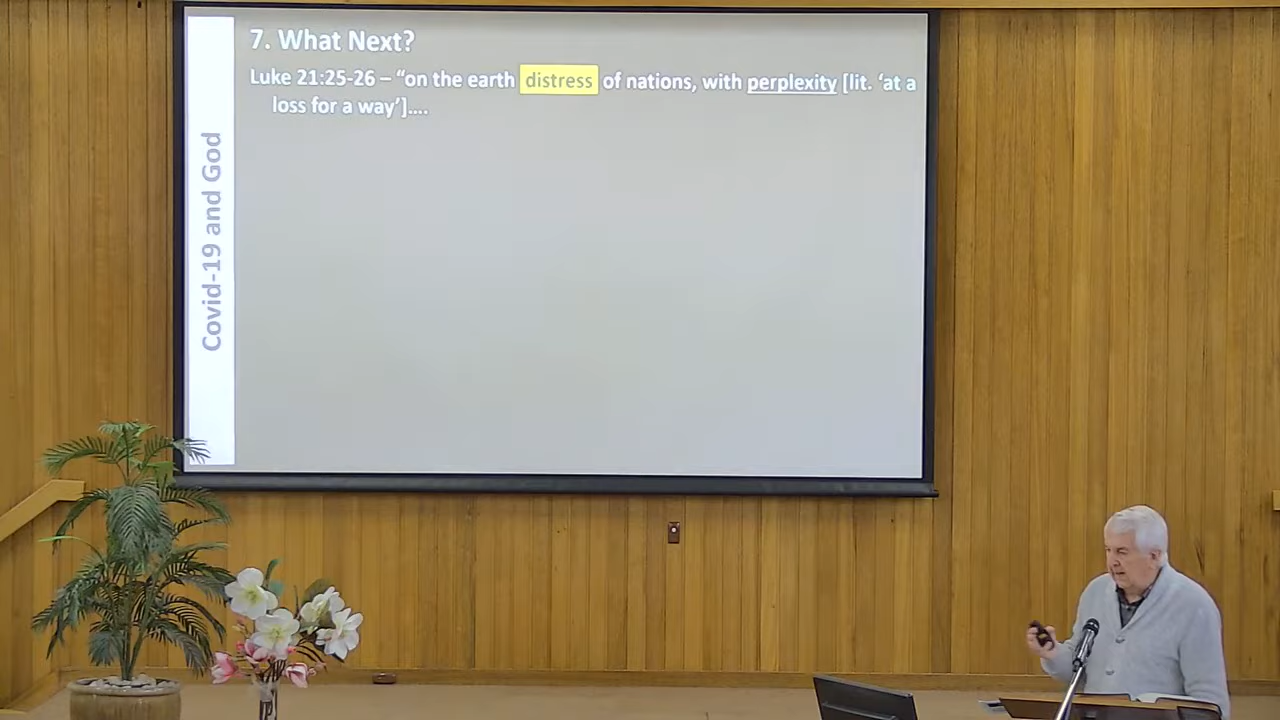 7. What Next?
Luke 21:25-26 – “on the earth distress of nations, with perplexity [lit. ‘at a
loss for a way’]....
Covid-19 and God